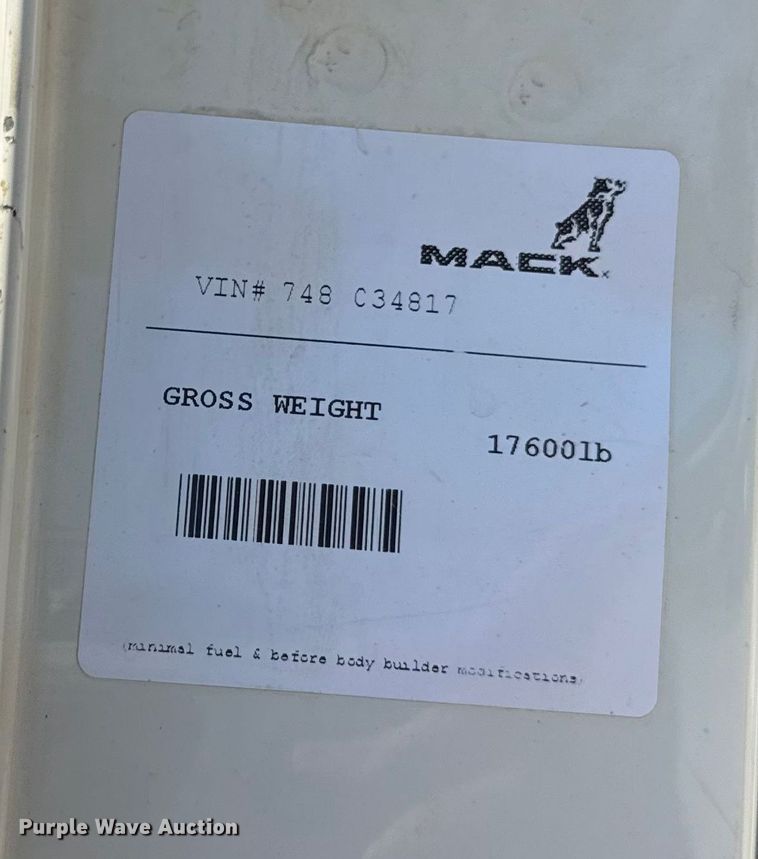 MACK
VIN# 748 C34817
GROSS WEIGHT
17600lb
(minimal fuel & before body builder modifications)
Purple Wave Auction